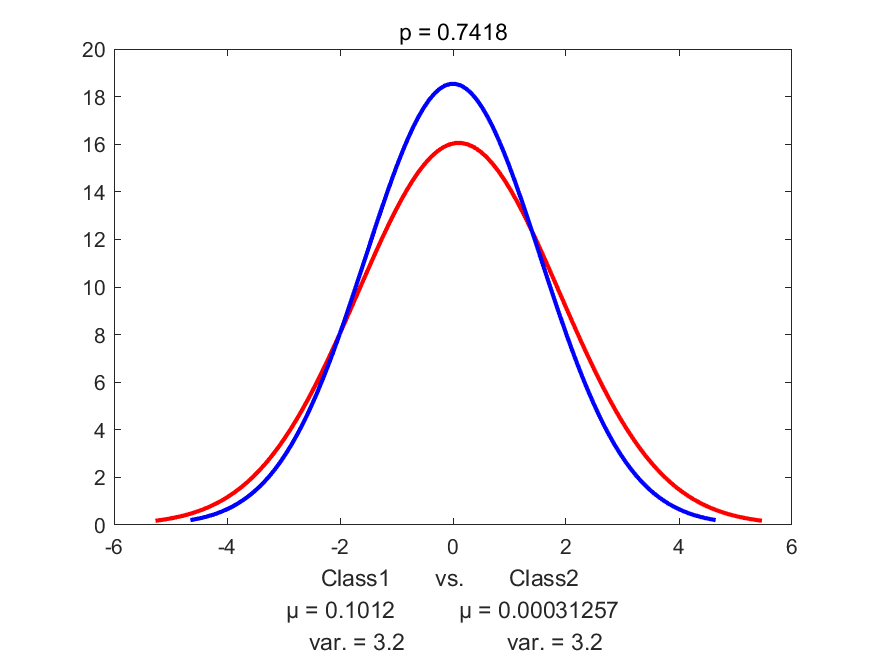 p = 0.7418
20
18
16
14
12
10
8
6
4
2
0
-6 -4 -2 0 2 4 6
Class1 vs. Class2
μ = 0.1012 μ = 0.00031257
var. = 3.2 var. = 3.2